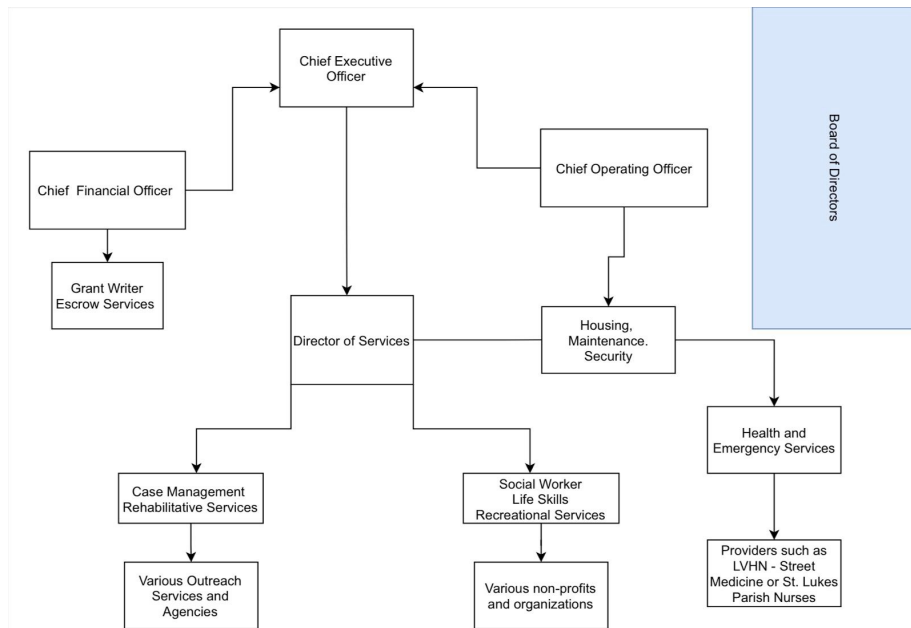 Chief Executive
Officer
Board of Directors
Chief Financial Officer
Chief Operating Officer
Grant Writer
Escrow Services
Director of Services
Housing,
Maintenance.
Security
Health and
Emergency Services
Case Management
Rehabilitative Services
Social Worker
Life Skills
Recreational Services
Various Outreach
Services and
Agencies
Various non-profits
and organizations
Providers such as
LVHN - Street
Medicine or St. Lukes
Parish Nurses